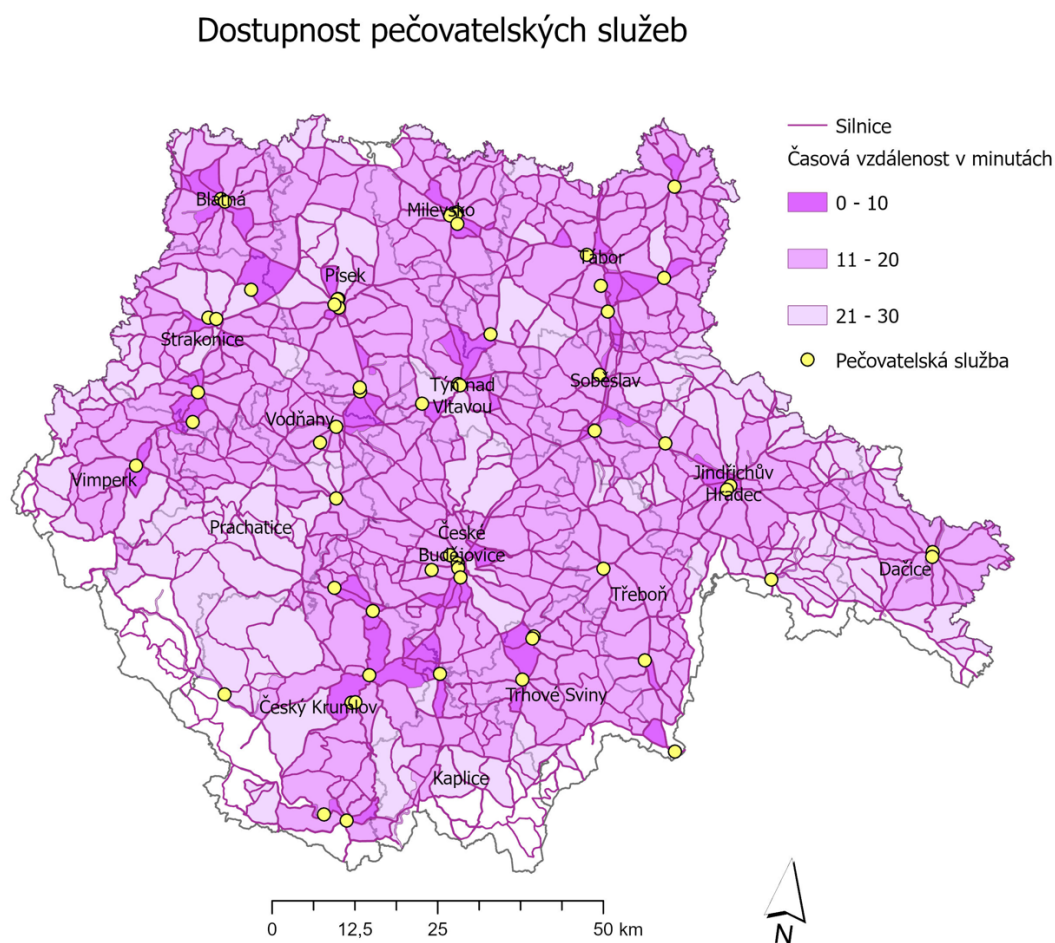 Dostupnost pečovatelských služeb
Silnice
Časová vzdálenost v minutách
0 - 10
11 - 20
21 - 30
Pečovatelská služba
Blatná
Milevsko
Tábor
Písek
Strakonice
Týn nad
Vltavou
Soběslav
Vodňany
Vimperk
Jindřichův
Hradec
Prachatice
České
Budějovice
Dačice
Třeboň
Trhové Sviny
Český Krumlov
Kaplice
0
12,5
25
50 km
N